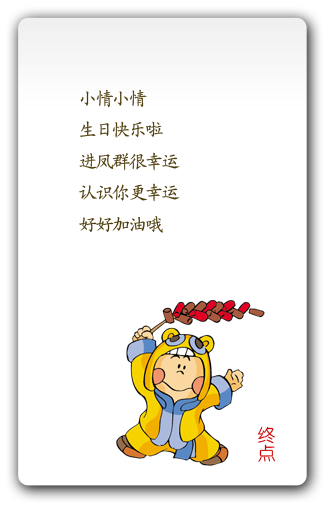 小情小情
生日快乐啦
进凤群很幸运
认识你更幸运
好好加油哦
终点